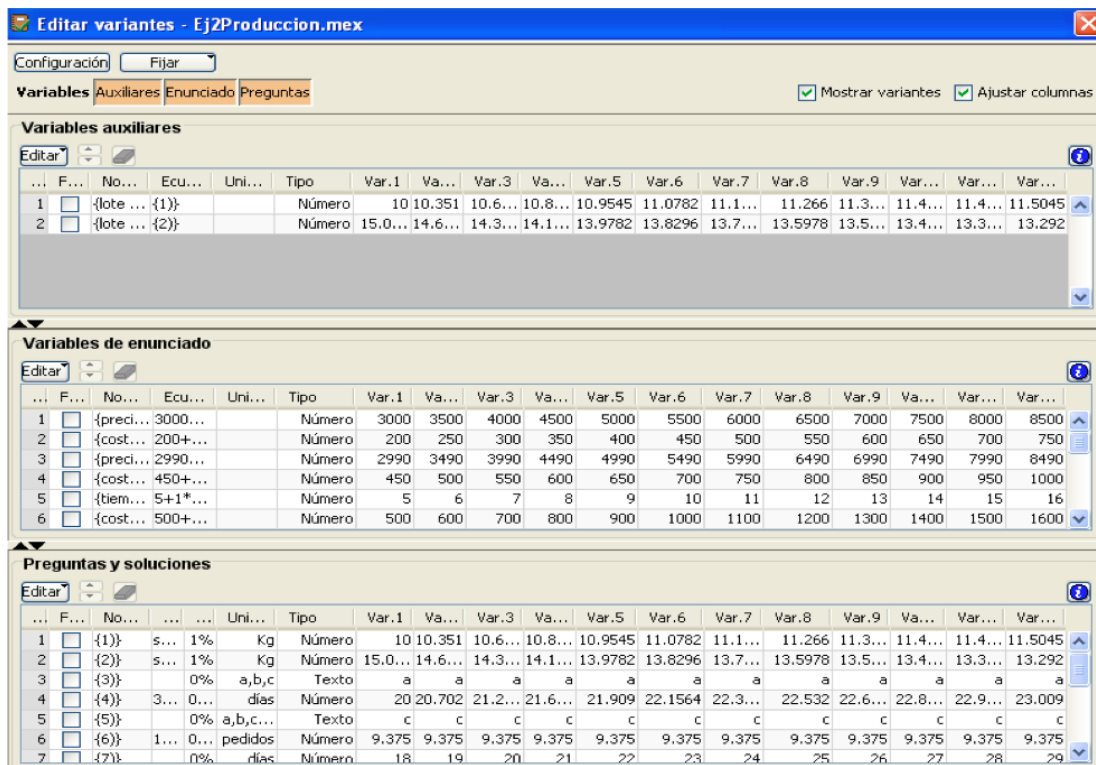 Editar variantes - Ej2Produccion.mex
Configuración Fijar
Variables Auxiliares Enunciado Preguntas Mostrar variantes Ajustar columnas
Variables auxiliares
Editar
... F... No... Ecu... Uni... Tipo Var.1 Va... Var.3 Va... Var.5 Var.6 Var.7 Var.8 Var.9 Var... Var... Var...
1 {lote ... {1)} Número 10 10.351 10.6... 10.8... 10.9545 11.0782 11.1... 11.266 11.3... 11.4... 11.4... 11.5045
2 {lote ... {2)} Número 15.0... 14.6... 14.3... 14.1... 13.9782 13.8296 13.7... 13.5978 13.5... 13.4... 13.3... 13.292
Variables de enunciado
Editar
... F... No... Ecu... Uni... Tipo Var.1 Va... Var.3 Va... Var.5 Var.6 Var.7 Var.8 Var.9 Va... Var... Var...
1 {preci... 3000... Número 3000 3500 4000 4500 5000 5500 6000 6500 7000 7500 8000 8500
2 {cost... 200+... Número 200 250 300 350 400 450 500 550 600 650 700 750
3 {preci... 2990... Número 2990 3490 3990 4490 4990 5490 5990 6490 6990 7490 7990 8490
4 {cost... 450+... Número 450 500 550 600 650 700 750 800 850 900 950 1000
5 {tiem... 5+1*... Número 5 6 7 8 9 10 11 12 13 14 15 16
6 {cost... 500+... Número 500 600 700 800 900 1000 1100 1200 1300 1400 1500 1600
Preguntas y soluciones
Editar
... F... No... ... ... Uni... Tipo Var.1 Va... Var.3 Va... Var.5 Var.6 Var.7 Var.8 Var.9 Var... Var... Var...
1 {1)} s... 1% Kg Número 10 10.351 10.6... 10.8... 10.9545 11.0782 11.1... 11.266 11.3... 11.4... 11.4... 11.5045
2 {2)} s... 1% Kg Número 15.0... 14.6... 14.3... 14.1... 13.9782 13.8296 13.7... 13.5978 13.5... 13.4... 13.3... 13.292
3 {3)} 0% a,b,c Texto a a a a a a a a a a a a
4 {4)} 3... 0... días Número 20 20.702 21.2... 21.6... 21.909 22.1564 22.3... 22.532 22.6... 22.8... 22.9... 23.009
5 {5)} 0% a,b,c... Texto c c c c c c c c c c c c
6 {6)} 1... 0... pedidos Número 9.375 9.375 9.375 9.375 9.375 9.375 9.375 9.375 9.375 9.375 9.375 9.375
7 {7)} 0% días Número 18 19 20 21 22 23 24 25 26 27 28 29